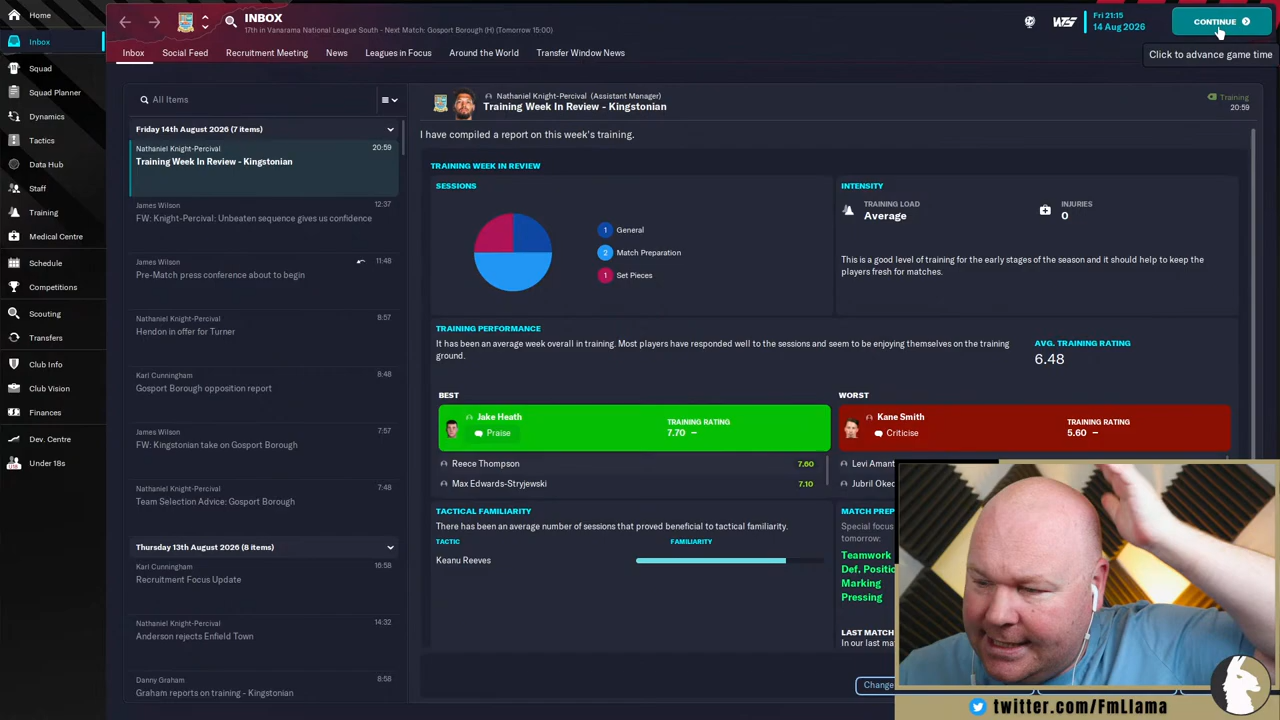 Home
INBOX
17th in Vanarama National League South - Next Match: Gosport Borough (H) (Tomorrow 15:00)
Fri 21:15
14 Aug 2026
CONTINUE
Click to advance game time
Inbox
Squad
Squad Planner
Dynamics
Tactics
Data Hub
Staff
Training
Medical Centre
Schedule
Competitions
Scouting
Transfers
Club Info
Club Vision
Finances
Dev. Centre
Under 18s
Inbox
Social Feed
Recruitment Meeting
News
Leagues in Focus
Around the World
Transfer Window News
All Items
Friday 14th August 2026 (7 items)
Nathaniel Knight-Percival
20:59
Training Week In Review - Kingstonian
James Wilson
12:37
FW: Knight-Percival: Unbeaten sequence gives us confidence
James Wilson
11:48
Pre-Match press conference about to begin
Nathaniel Knight-Percival
8:57
Hendon in offer for Turner
Karl Cunningham
8:48
Gosport Borough opposition report
James Wilson
7:57
FW: Kingstonian take on Gosport Borough
Nathaniel Knight-Percival
7:48
Team Selection Advice: Gosport Borough
Thursday 13th August 2026 (8 items)
Karl Cunningham
16:58
Recruitment Focus Update
Nathaniel Knight-Percival
14:32
Anderson rejects Enfield Town
Danny Graham
8:58
Graham reports on training - Kingstonian
Nathaniel Knight-Percival (Assistant Manager)
Training Week In Review - Kingstonian
Training
20:59
I have compiled a report on this week's training.
TRAINING WEEK IN REVIEW
SESSIONS
1 General
2 Match Preparation
1 Set Pieces
INTENSITY
TRAINING LOAD
Average
INJURIES
0
This is a good level of training for the early stages of the season and it should help to keep the
players fresh for matches.
TRAINING PERFORMANCE
It has been an average week overall in training. Most players have responded well to the sessions and seem to be enjoying themselves on the training
ground.
AVG. TRAINING RATING
6.48
BEST
Jake Heath
Praise
TRAINING RATING
7.70 –
Reece Thompson
7.60
Max Edwards-Stryjewski
7.10
WORST
Kane Smith
Criticise
TRAINING RATING
5.60 –
Levi Amant
Jubril Oked
TACTICAL FAMILIARITY
There has been an average number of sessions that proved beneficial to tactical familiarity.
TACTIC
FAMILIARITY
Keanu Reeves
MATCH PREP
Special focus
tomorrow:
Teamwork
Def. Positio
Marking
Pressing
LAST MATCH
In our last ma
Change
twitter.com/FmLlama